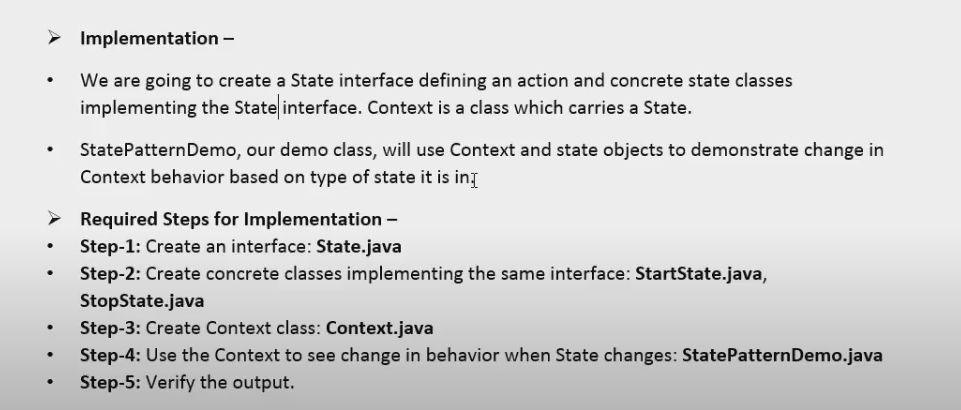 ➢ Implementation –
• We are going to create a State interface defining an action and concrete state classes
implementing the State interface. Context is a class which carries a State.
• StatePatternDemo, our demo class, will use Context and state objects to demonstrate change in
Context behavior based on type of state it is in.
➢ Required Steps for Implementation –
• Step-1: Create an interface: State.java
• Step-2: Create concrete classes implementing the same interface: StartState.java,
StopState.java
• Step-3: Create Context class: Context.java
• Step-4: Use the Context to see change in behavior when State changes: StatePatternDemo.java
• Step-5: Verify the output.